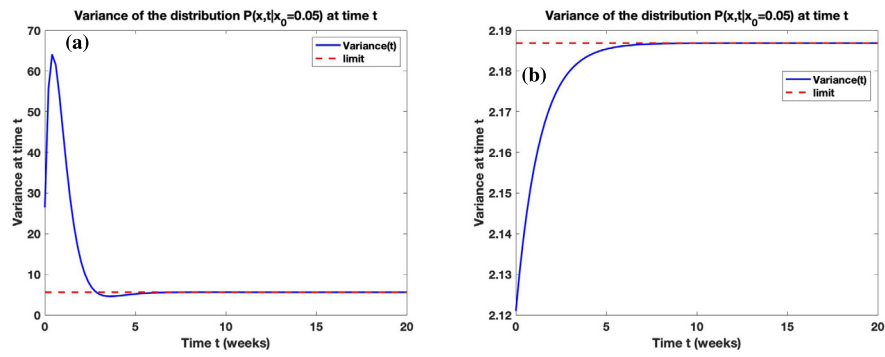 Variance of the distribution P(x,t|x0=0.05) at time t
(a)
Variance(t)
limit
70
60
50
40
30
20
10
0
Variance at time t
0 5 10 15 20
Time t (weeks)
Variance of the distribution P(x,t|x0=0.05) at time t
(b)
Variance(t)
limit
2.19
2.18
2.17
2.16
2.15
2.14
2.13
2.12
Variance at time t
0 5 10 15 20
Time t (weeks)